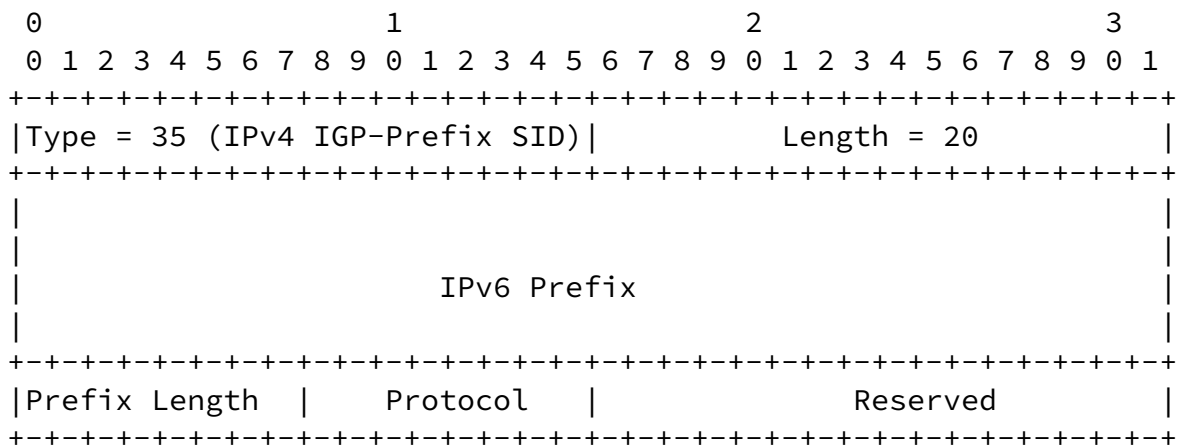 0                   1                   2                   3
0 1 2 3 4 5 6 7 8 9 0 1 2 3 4 5 6 7 8 9 0 1 2 3 4 5 6 7 8 9 0 1
+-+-+-+-+-+-+-+-+-+-+-+-+-+-+-+-+-+-+-+-+-+-+-+-+-+-+-+-+-+-+-+-+
|Type = 35 (IPv4 IGP-Prefix SID)|          Length = 20          |
+-+-+-+-+-+-+-+-+-+-+-+-+-+-+-+-+-+-+-+-+-+-+-+-+-+-+-+-+-+-+-+-+
|                                                               |
|                                                               |
|                       IPv6 Prefix                             |
|                                                               |
+-+-+-+-+-+-+-+-+-+-+-+-+-+-+-+-+-+-+-+-+-+-+-+-+-+-+-+-+-+-+-+-+
|Prefix Length  |    Protocol   |              Reserved         |
+-+-+-+-+-+-+-+-+-+-+-+-+-+-+-+-+-+-+-+-+-+-+-+-+-+-+-+-+-+-+-+-+